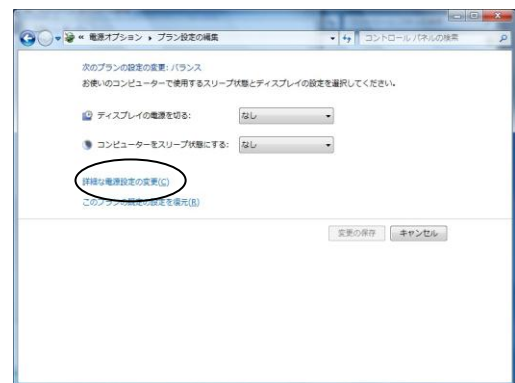 « 電源オプション ▸ プラン設定の編集
コントロール パネルの検索
次のプランの設定の変更: バランス
お使いのコンピューターで使用するスリープ状態とディスプレイの設定を選択してください。
ディスプレイの電源を切る: なし
コンピューターをスリープ状態にする: なし
詳細な電源設定の変更(C)
このプランの既定の設定を復元(R)
変更の保存 キャンセル